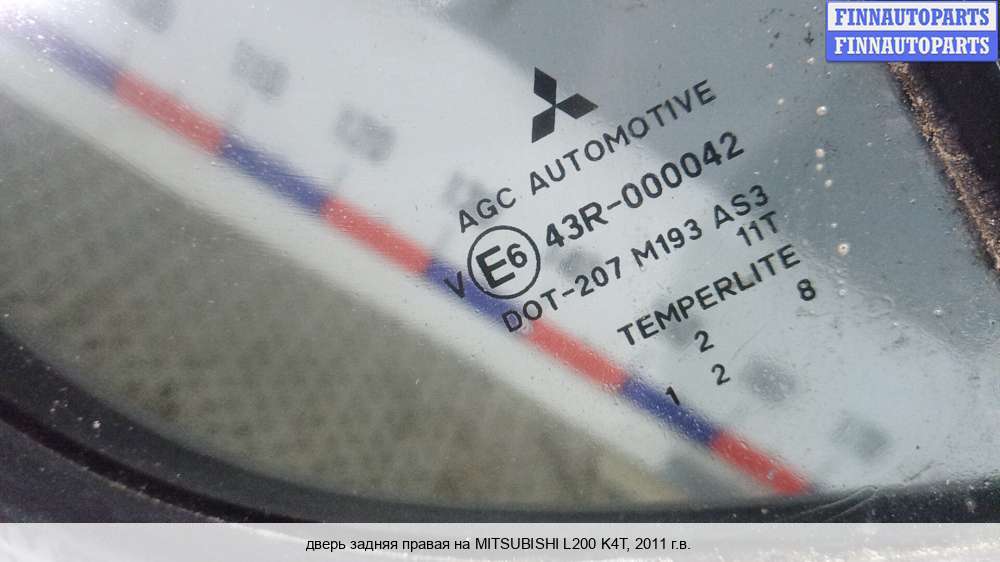 FINNAUTOPARTS
FINNAUTOPARTS
AGC AUTOMOTIVE
V E6 43R-000042
DOT-207 M193 AS3
11T
TEMPERLITE
2 8
1 2
дверь задняя правая на MITSUBISHI L200 K4T, 2011 г.в.